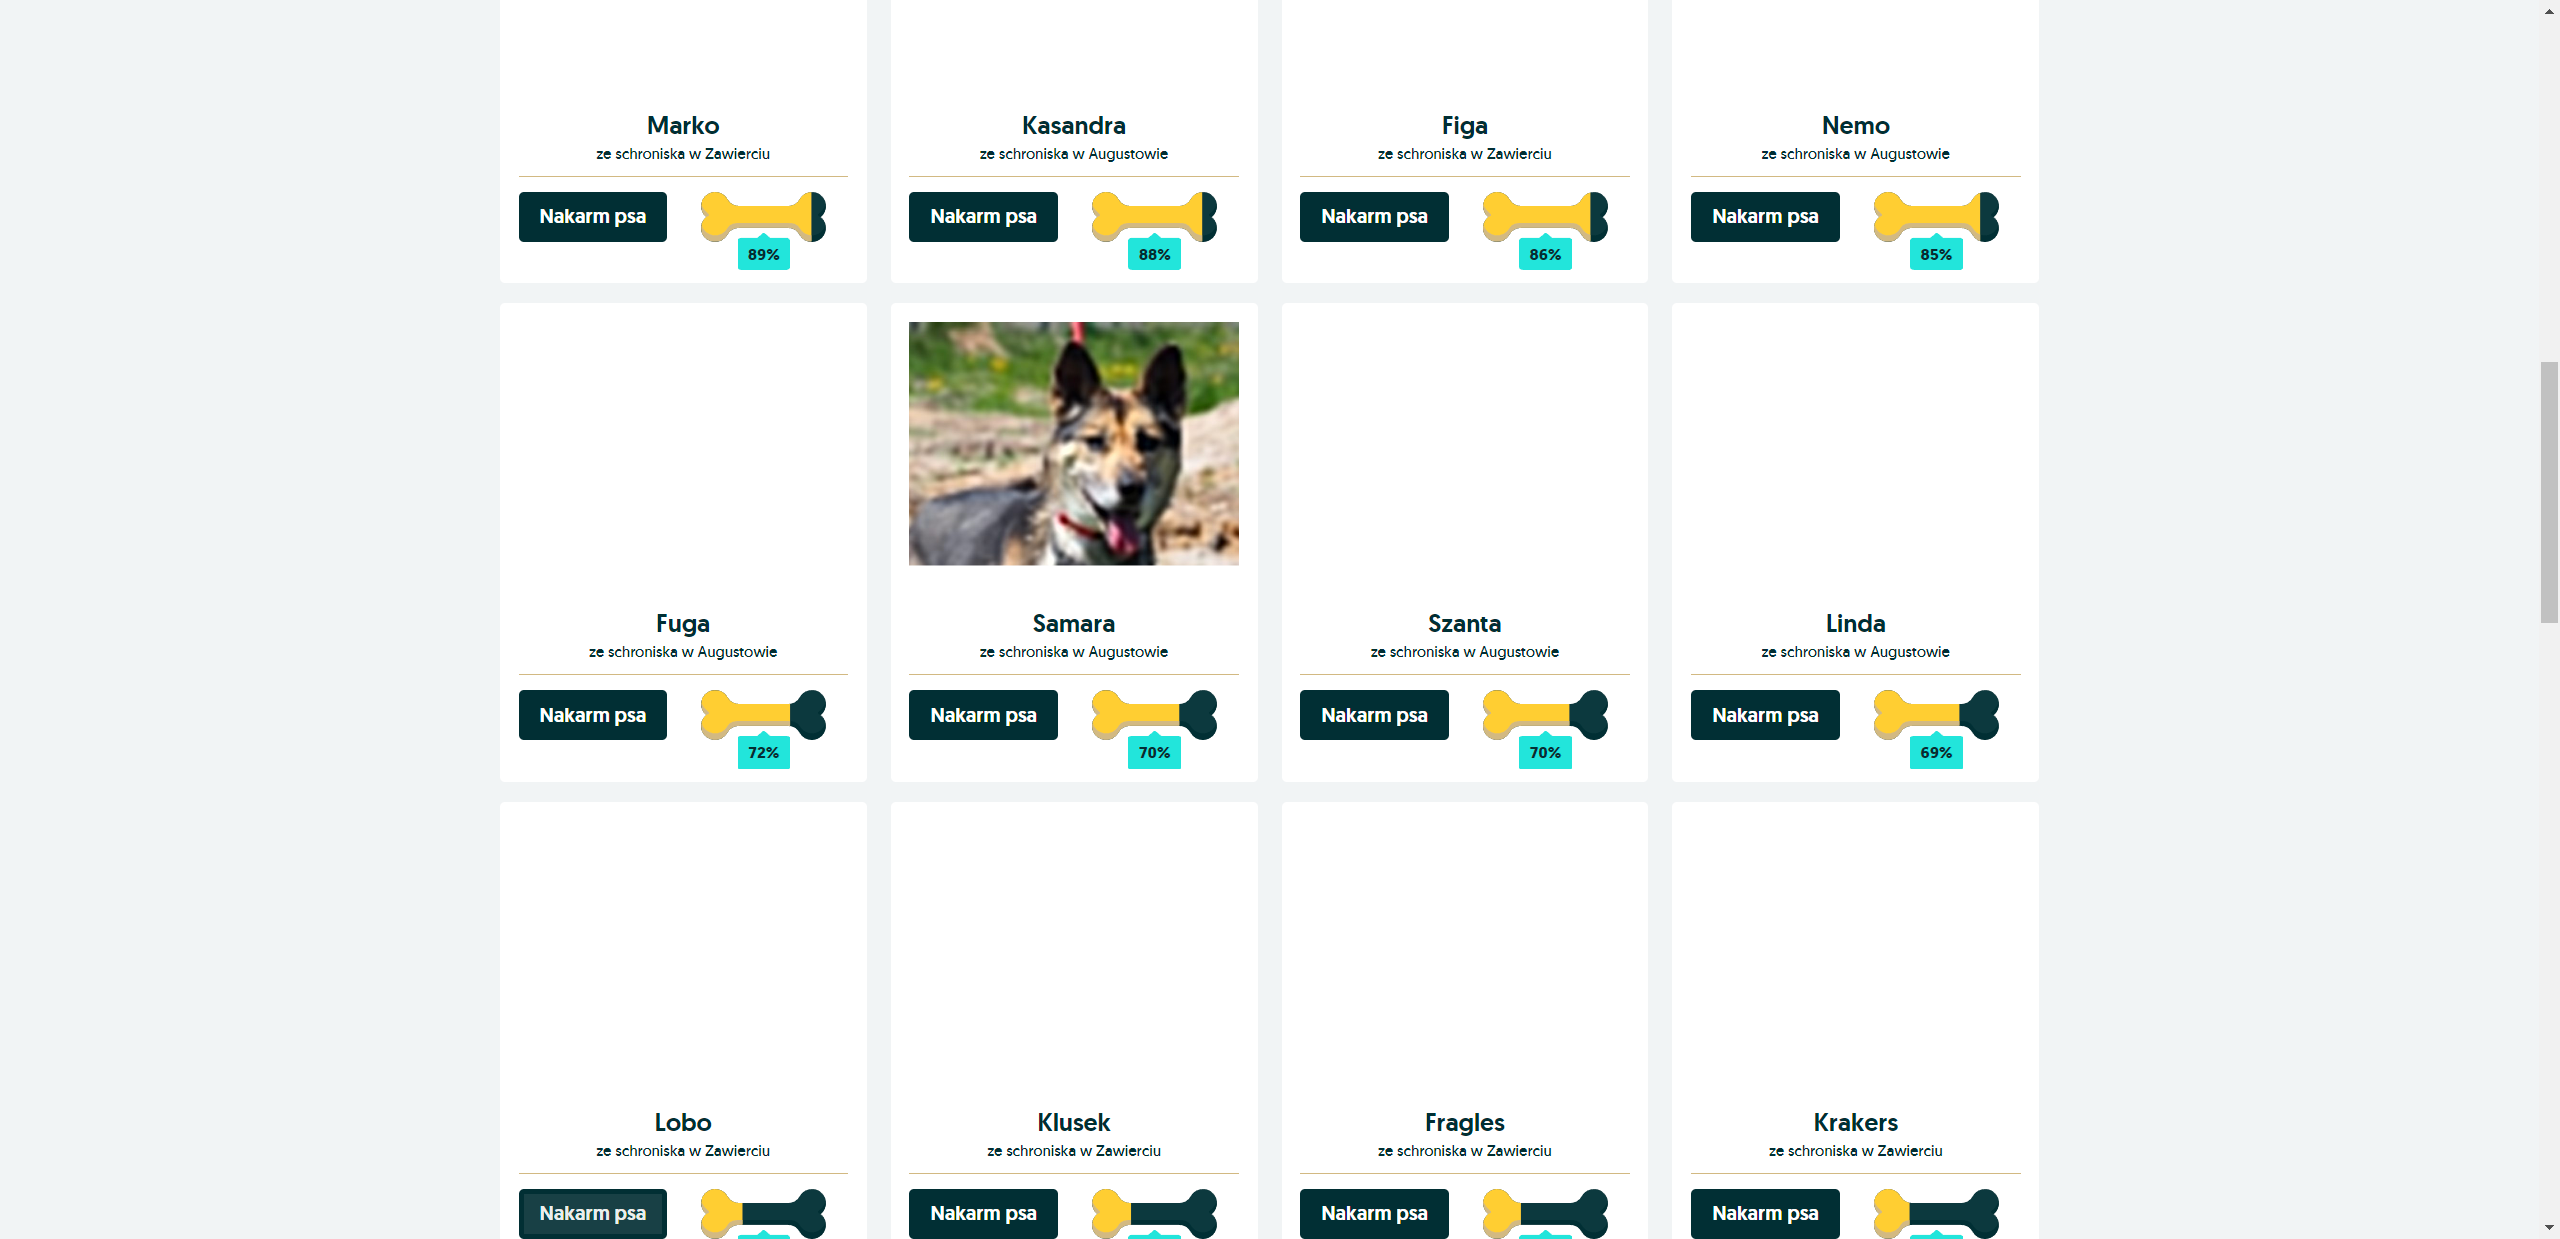 Marko
ze schroniska w Zawierciu
Nakarm psa
89%
Kasandra
ze schroniska w Augustowie
Nakarm psa
88%
Figa
ze schroniska w Zawierciu
Nakarm psa
86%
Nemo
ze schroniska w Augustowie
Nakarm psa
85%
Fuga
ze schroniska w Augustowie
Nakarm psa
72%
Samara
ze schroniska w Augustowie
Nakarm psa
70%
Szanta
ze schroniska w Augustowie
Nakarm psa
70%
Linda
ze schroniska w Augustowie
Nakarm psa
69%
Lobo
ze schroniska w Zawierciu
Nakarm psa
Klusek
ze schroniska w Zawierciu
Nakarm psa
Fragles
ze schroniska w Zawierciu
Nakarm psa
Krakers
ze schroniska w Zawierciu
Nakarm psa